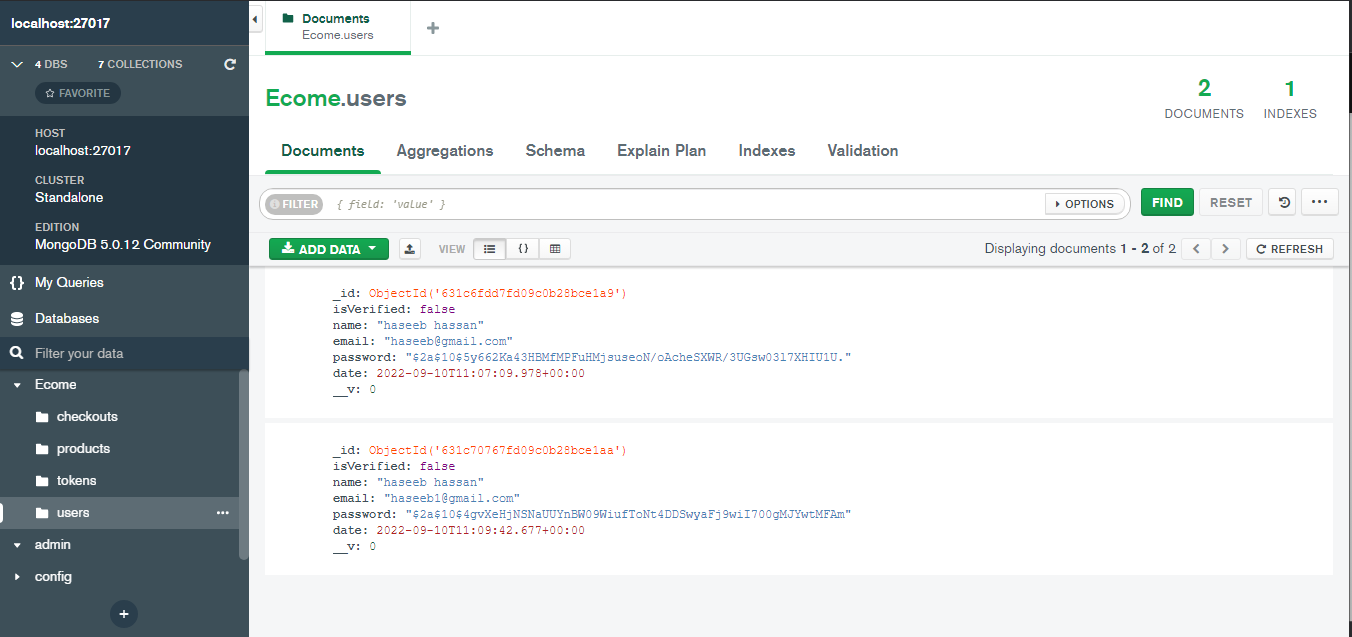 localhost:27017
4 DBS 7 COLLECTIONS
FAVORITE
HOST
localhost:27017
CLUSTER
Standalone
EDITION
MongoDB 5.0.12 Community
{} My Queries
Databases
Filter your data
Ecome
checkouts
products
tokens
users ...
admin
config
+
Documents
Ecome.users
+
Ecome.users
2
DOCUMENTS
1
INDEXES
Documents Aggregations Schema Explain Plan Indexes Validation
FILTER { field: 'value' } OPTIONS FIND RESET ...
ADD DATA VIEW {} Displaying documents 1 - 2 of 2 < > REFRESH
_id: ObjectId('631c6fdd7fd09c0b28bce1a9')
isVerified: false
name: "haseeb hassan"
email: "haseeb@gmail.com"
password: "$2a$10$5y662Ka43HBMfMPFuHMjsuseoN/oAcheSXWR/3UGsw03l7XHIU1U."
date: 2022-09-10T11:07:09.978+00:00
__v: 0
_id: ObjectId('631c70767fd09c0b28bce1aa')
isVerified: false
name: "haseeb hassan"
email: "haseeb1@gmail.com"
password: "$2a$10$4gvXeHjNSNaUUYnBW09WiufToNt4DDSwyaFj9wiI700gMJYwtMFAm"
date: 2022-09-10T11:09:42.677+00:00
__v: 0